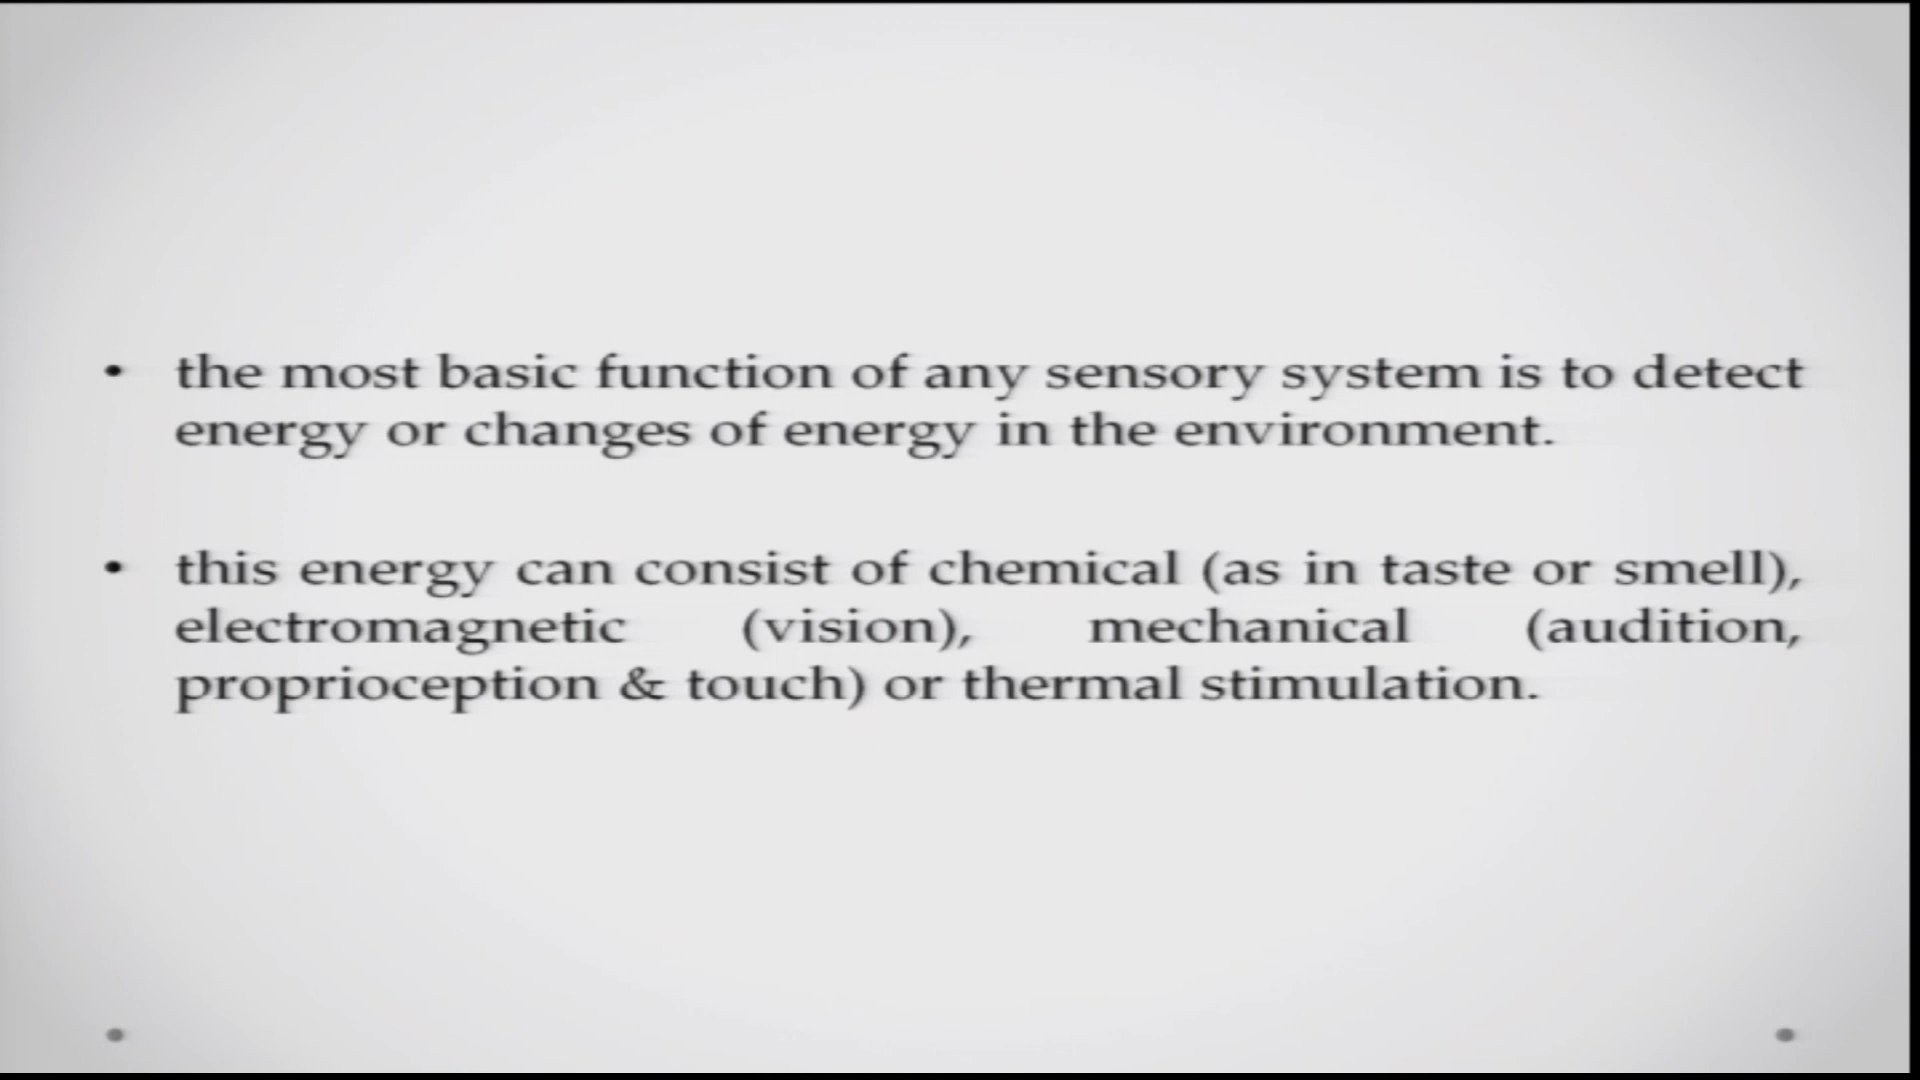 • the most basic function of any sensory system is to detect
energy or changes of energy in the environment.
• this energy can consist of chemical (as in taste or smell),
electromagnetic (vision), mechanical (audition,
proprioception & touch) or thermal stimulation.